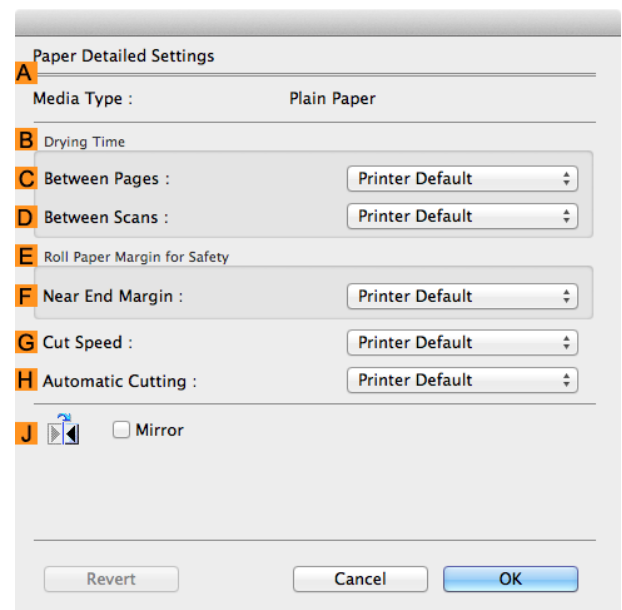 Paper Detailed Settings
A
Media Type : Plain Paper
B Drying Time
C Between Pages : Printer Default
D Between Scans : Printer Default
E Roll Paper Margin for Safety
F Near End Margin : Printer Default
G Cut Speed : Printer Default
H Automatic Cutting : Printer Default
J Mirror
Revert Cancel OK